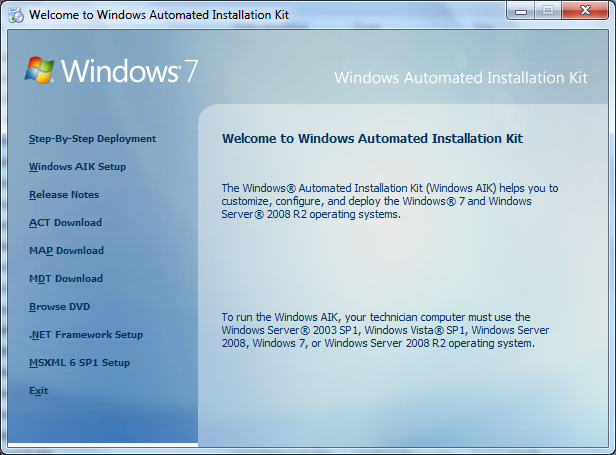 Welcome to Windows Automated Installation Kit
Windows 7
Windows Automated Installation Kit
Step-By-Step Deployment
Windows AIK Setup
Release Notes
ACT Download
MAP Download
MDT Download
Browse DVD
.NET Framework Setup
MSXML 6 SP1 Setup
Exit
Welcome to Windows Automated Installation Kit
The Windows® Automated Installation Kit (Windows AIK) helps you to
customize, configure, and deploy the Windows® 7 and Windows
Server® 2008 R2 operating systems.
To run the Windows AIK, your technician computer must use the
Windows Server® 2003 SP1, Windows Vista® SP1, Windows Server
2008, Windows 7, or Windows Server 2008 R2 operating system.